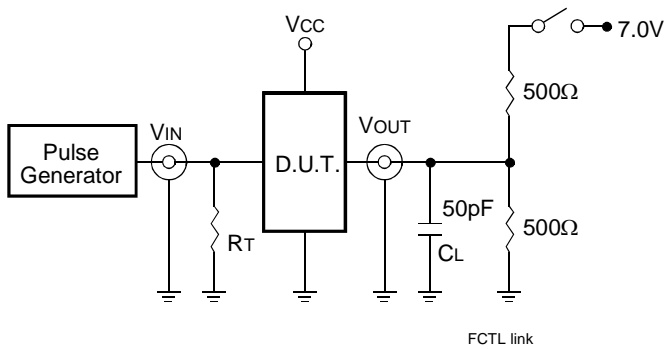 VCC
7.0V
500Ω
VIN
VOUT
Pulse
Generator
D.U.T.
50pF
RT
CL
500Ω
FCTL link